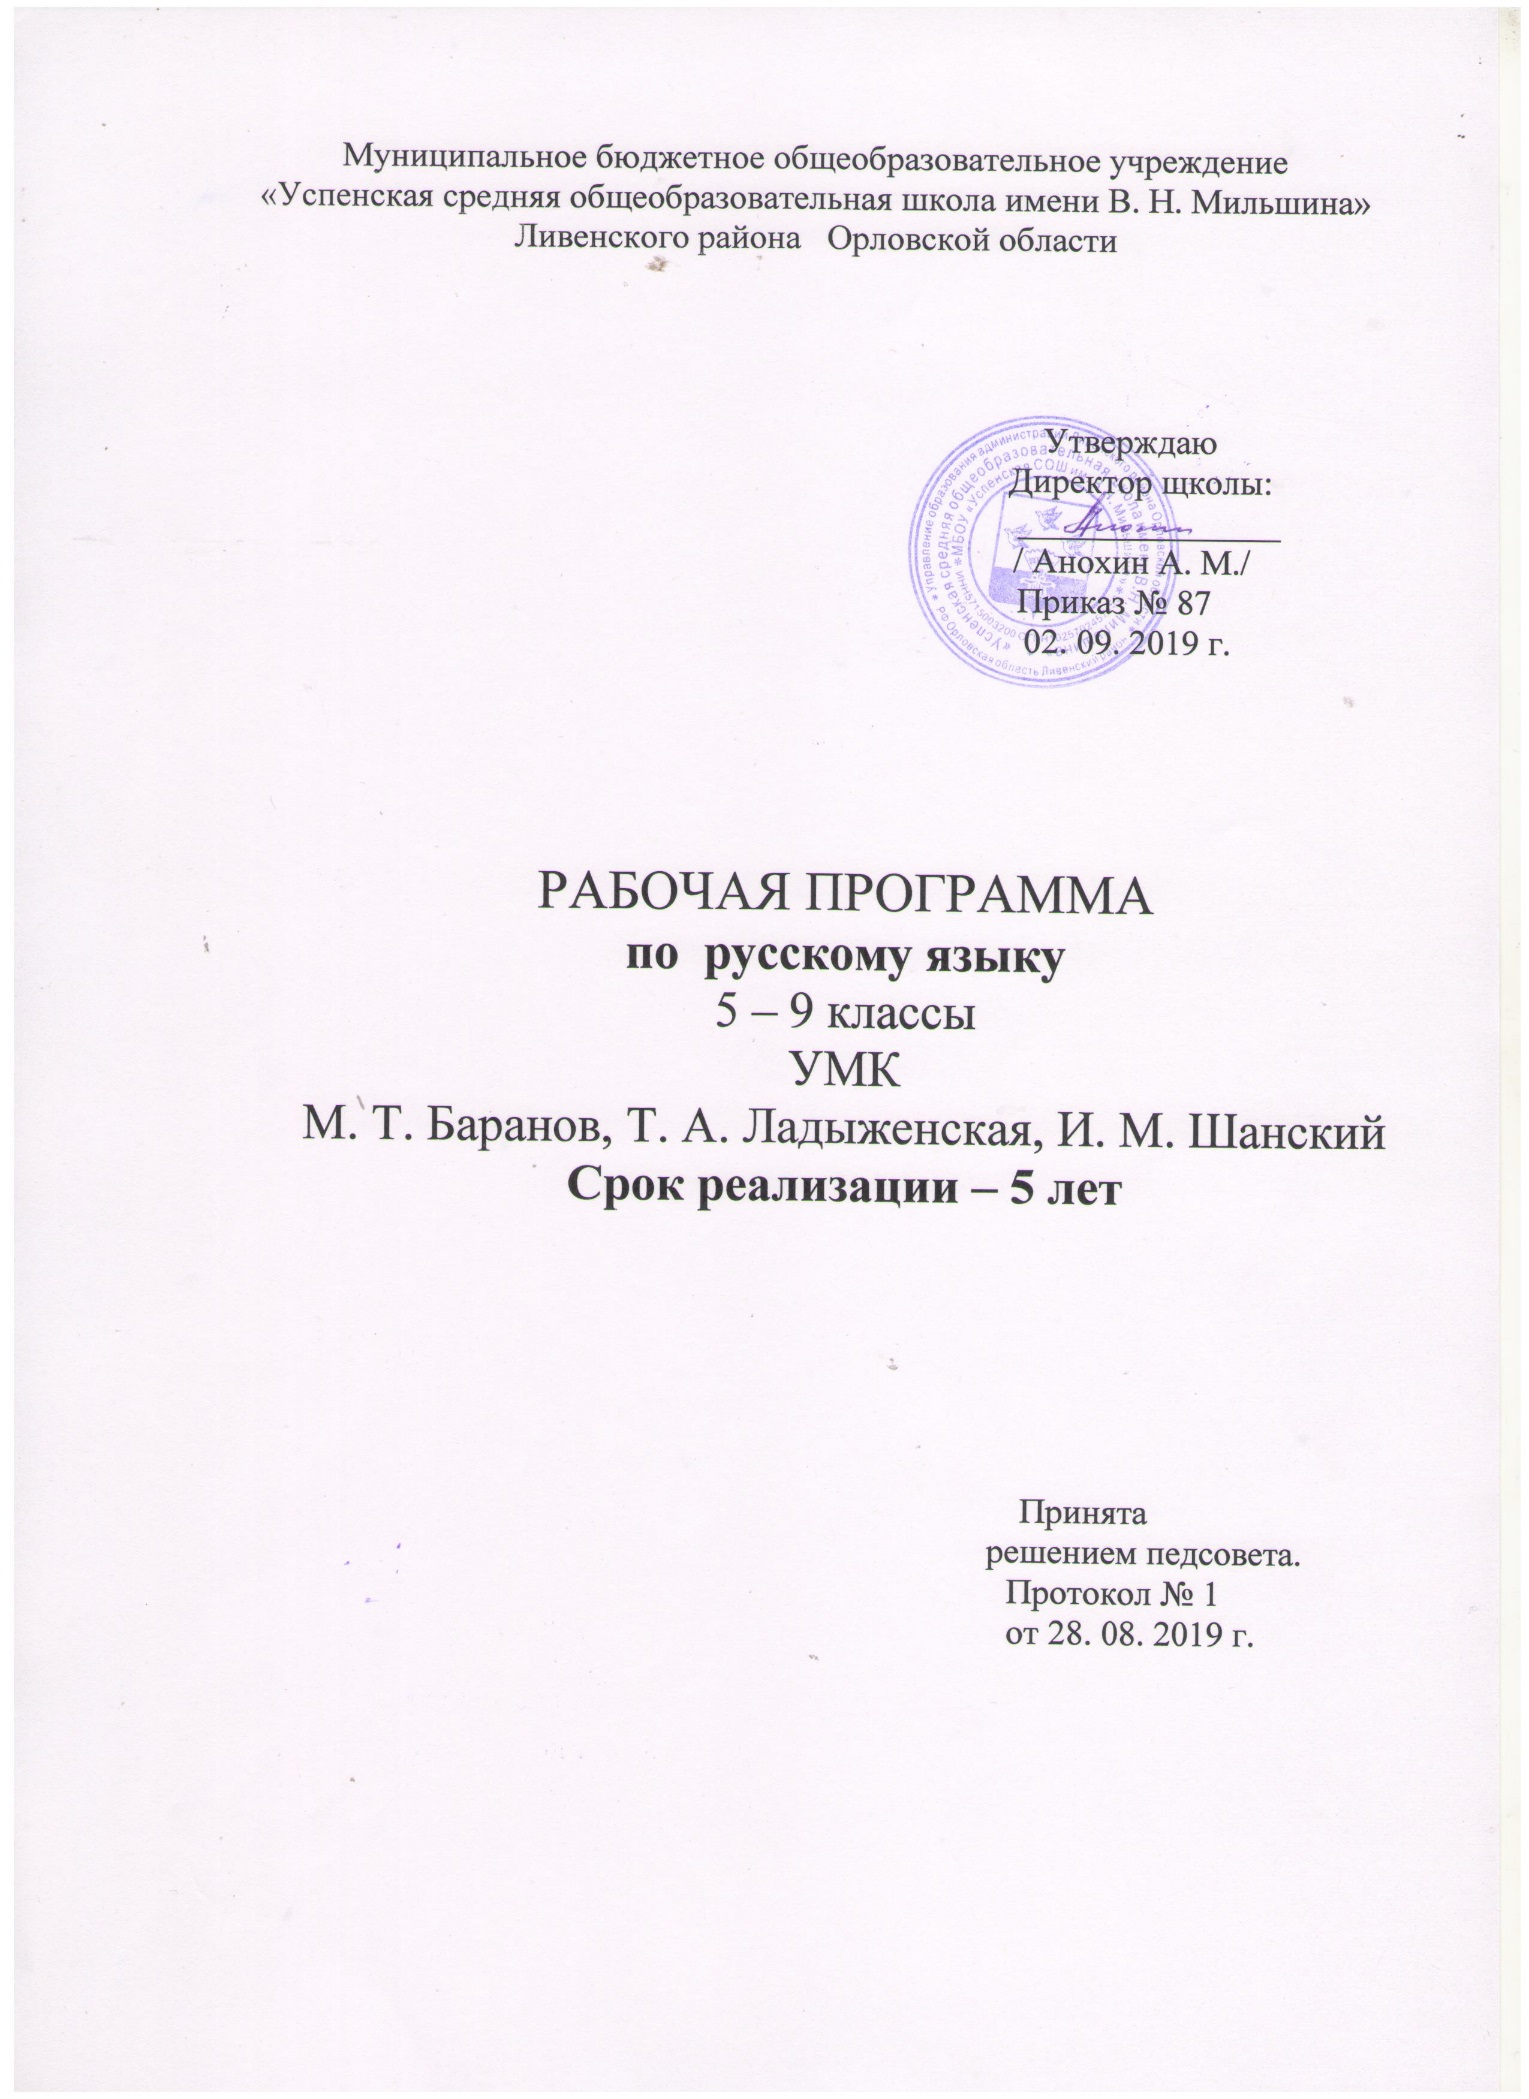 Муниципальное бюджетное общеобразовательное учреждение
«Успенская средняя общеобразовательная школа имени В. Н. Мильшина»
Ливенского района Орловской области
Утверждаю
Директор щколы:
/ Анохин А. М./
Приказ № 87
02. 09. 2019 г.
РАБОЧАЯ ПРОГРАММА
по русскому языку
5 – 9 классы
УМК
М. Т. Баранов, Т. А. Ладыженская, И. М. Шанский
Срок реализации – 5 лет
Принята
решением педсовета.
Протокол № 1
от 28. 08. 2019 г.